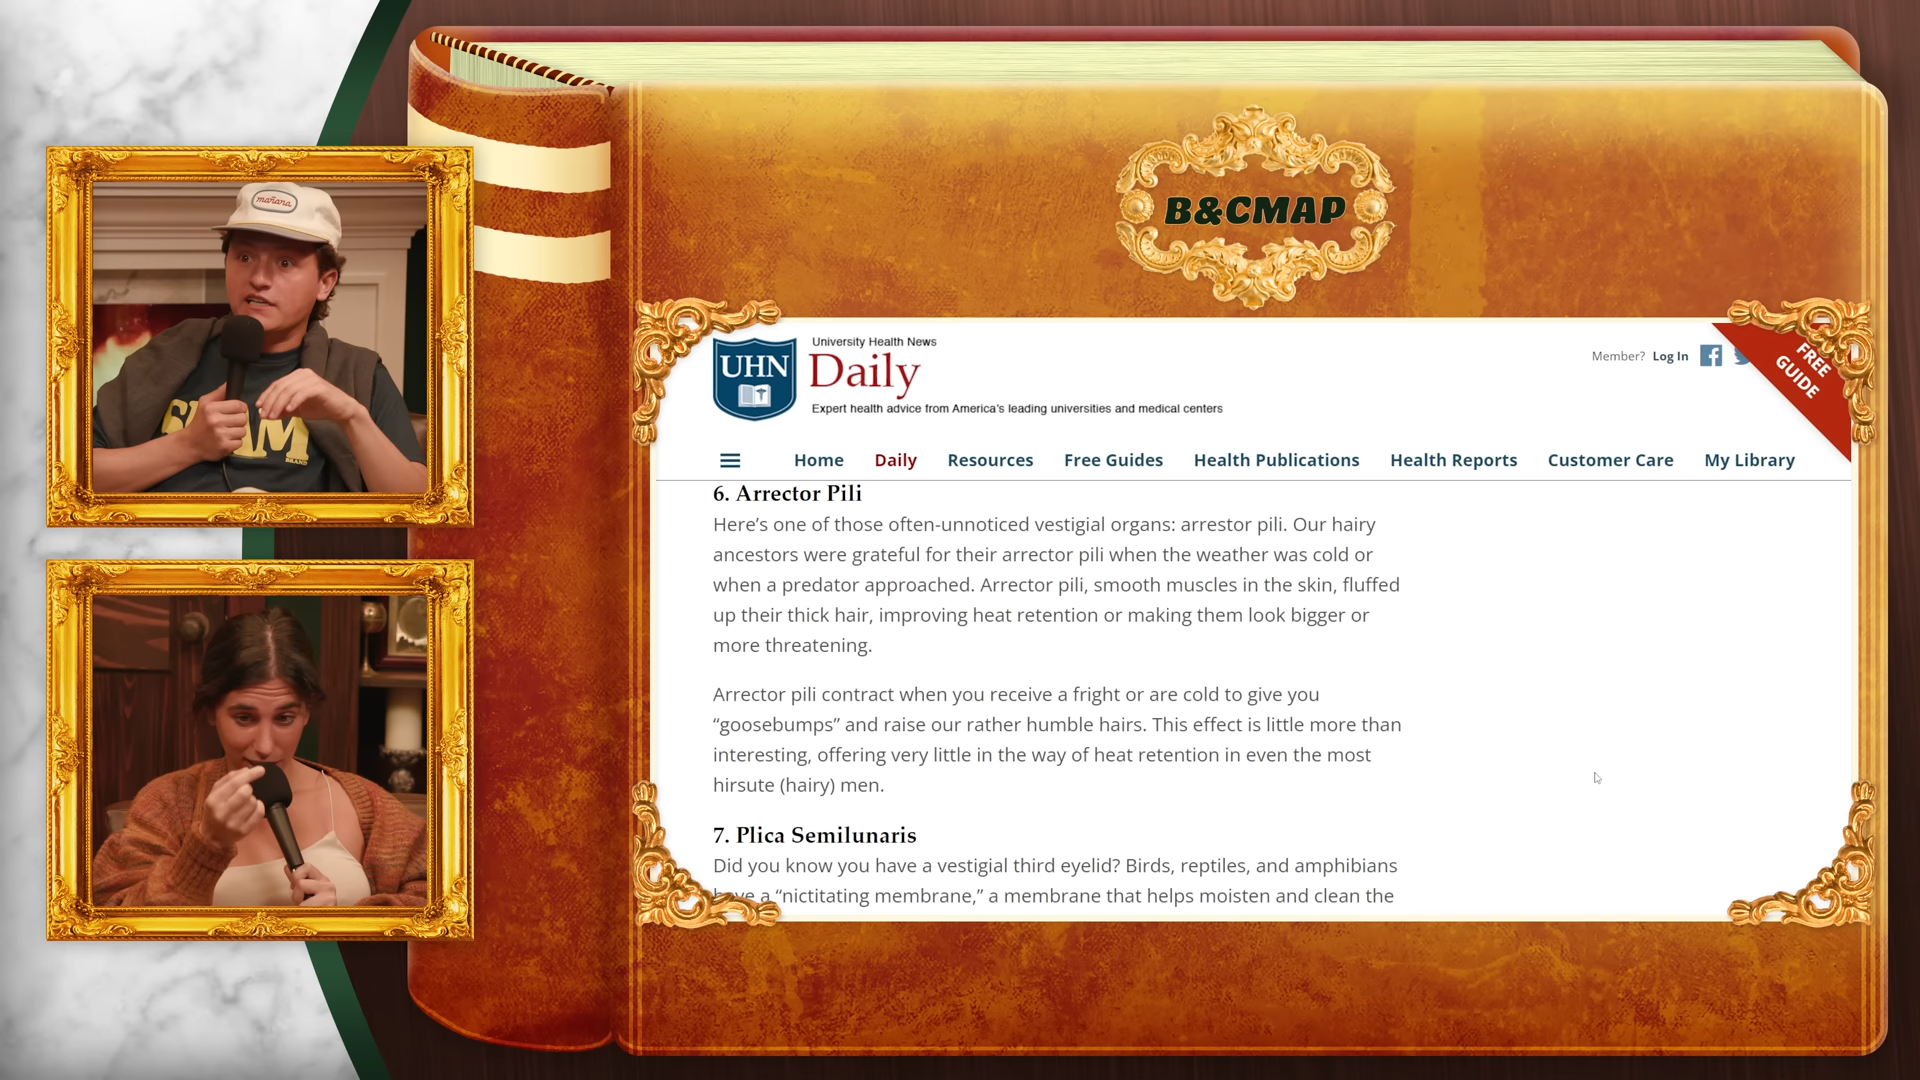 mañana
BRAND
B&CMAP
UHN
University Health News
Daily
Expert health advice from America's leading universities and medical centers
Member? Log In
FREE
GUIDE
Home Daily Resources Free Guides Health Publications Health Reports Customer Care My Library
6. Arrector Pili
Here’s one of those often-unnoticed vestigial organs: arrestor pili. Our hairy
ancestors were grateful for their arrector pili when the weather was cold or
when a predator approached. Arrector pili, smooth muscles in the skin, fluffed
up their thick hair, improving heat retention or making them look bigger or
more threatening.
Arrector pili contract when you receive a fright or are cold to give you
“goosebumps” and raise our rather humble hairs. This effect is little more than
interesting, offering very little in the way of heat retention in even the most
hirsute (hairy) men.
7. Plica Semilunaris
Did you know you have a vestigial third eyelid? Birds, reptiles, and amphibians
have a “nictitating membrane,” a membrane that helps moisten and clean the